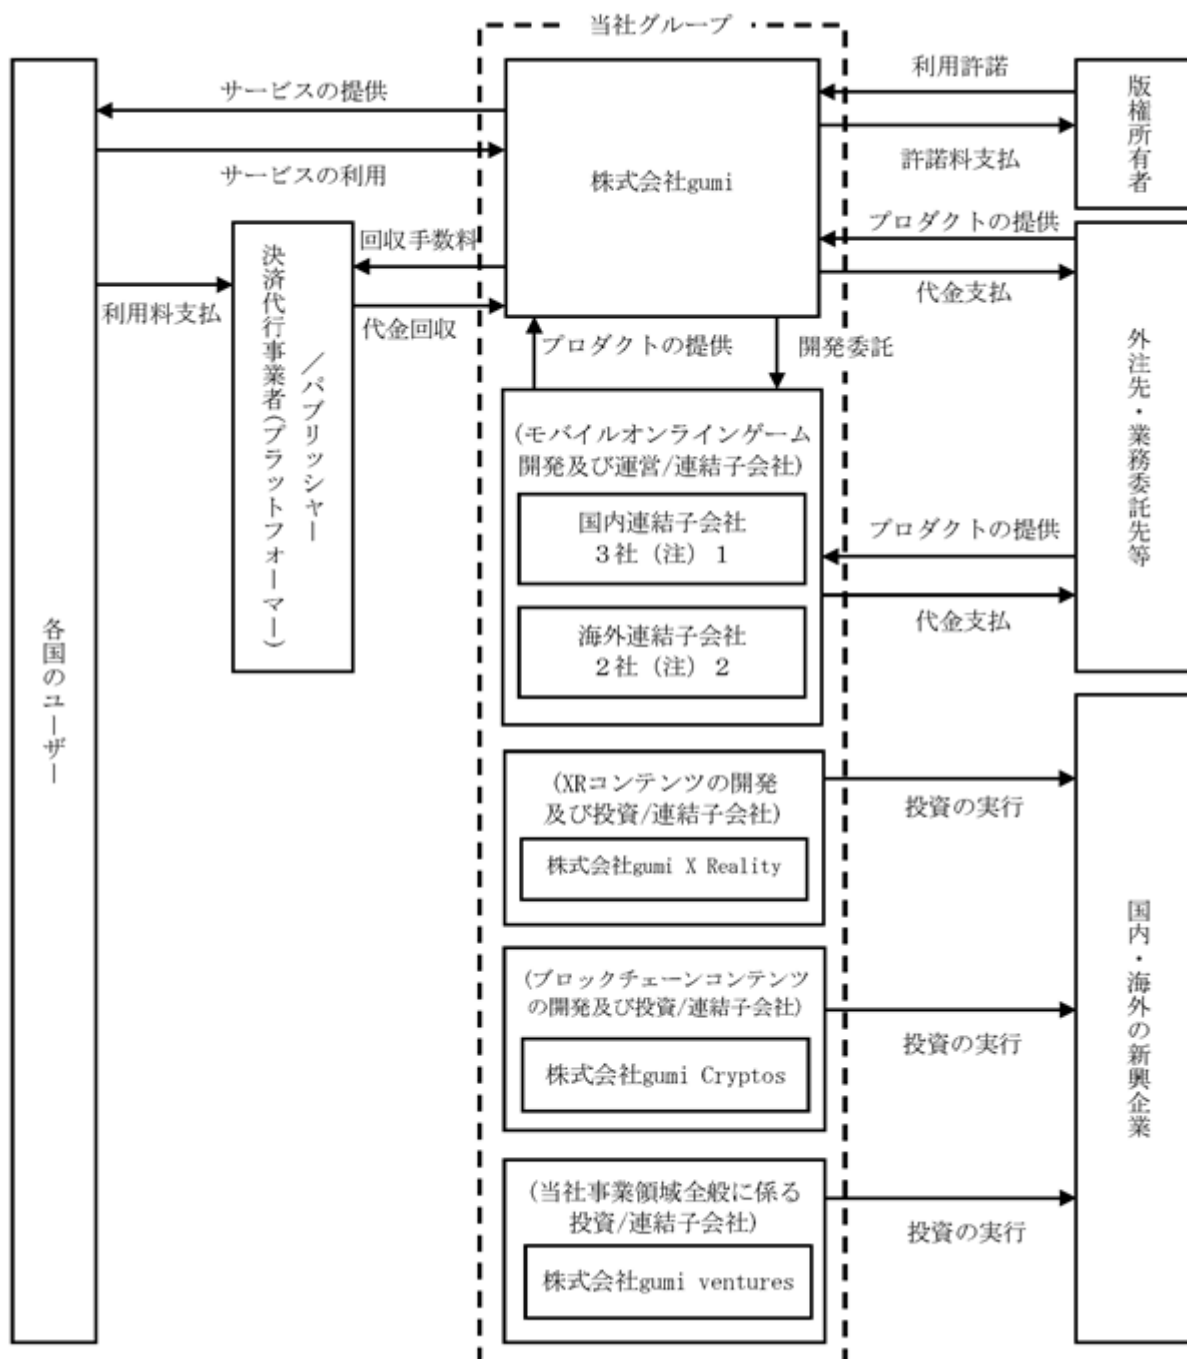 当社グループ
サービスの提供
サービスの利用
株式会社gumi
利用許諾
許諾料支払
版権所有者
プロダクトの提供
代金支払
回収手数料
代金回収
利用料支払
決済代行事業者(プラットフォーマー)
／パブリッシャー
プロダクトの提供
開発委託
外注先・業務委託先等
(モバイルオンラインゲーム
開発及び運営/連結子会社)
国内連結子会社
３社（注）１
海外連結子会社
２社（注）２
プロダクトの提供
代金支払
各国のユーザー
(XRコンテンツの開発
及び投資/連結子会社)
株式会社gumi X Reality
投資の実行
(ブロックチェーンコンテンツ
の開発及び投資/連結子会社)
株式会社gumi Cryptos
投資の実行
国内・海外の新興企業
(当社事業領域全般に係る
投資/連結子会社)
株式会社gumi ventures
投資の実行